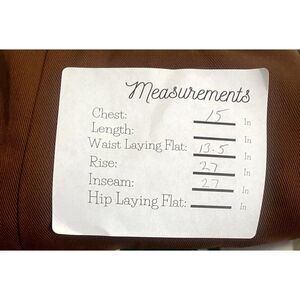 Measurements
Chest: 15 In
Length: In
Waist Laying Flat: 13.5 In
Rise: 27 In
Inseam: 27 In
Hip Laying Flat: In